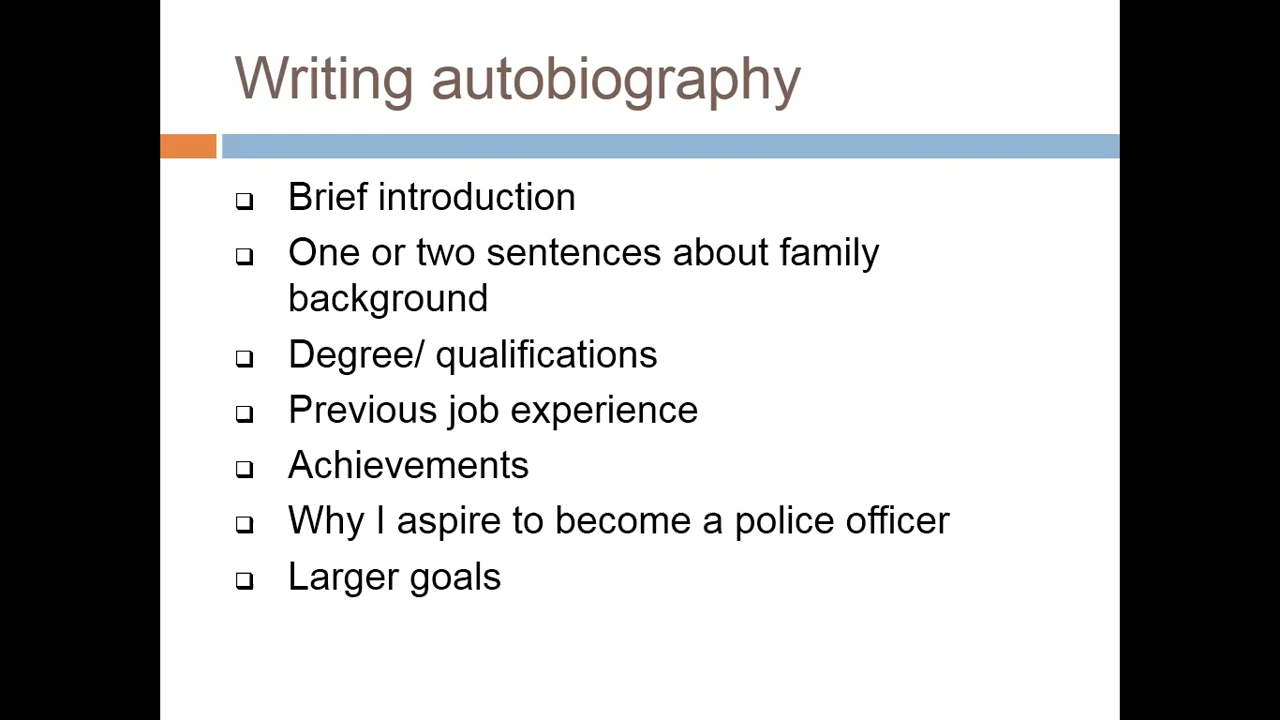 Writing autobiography
Brief introduction
One or two sentences about family
background
Degree/ qualifications
Previous job experience
Achievements
Why I aspire to become a police officer
Larger goals